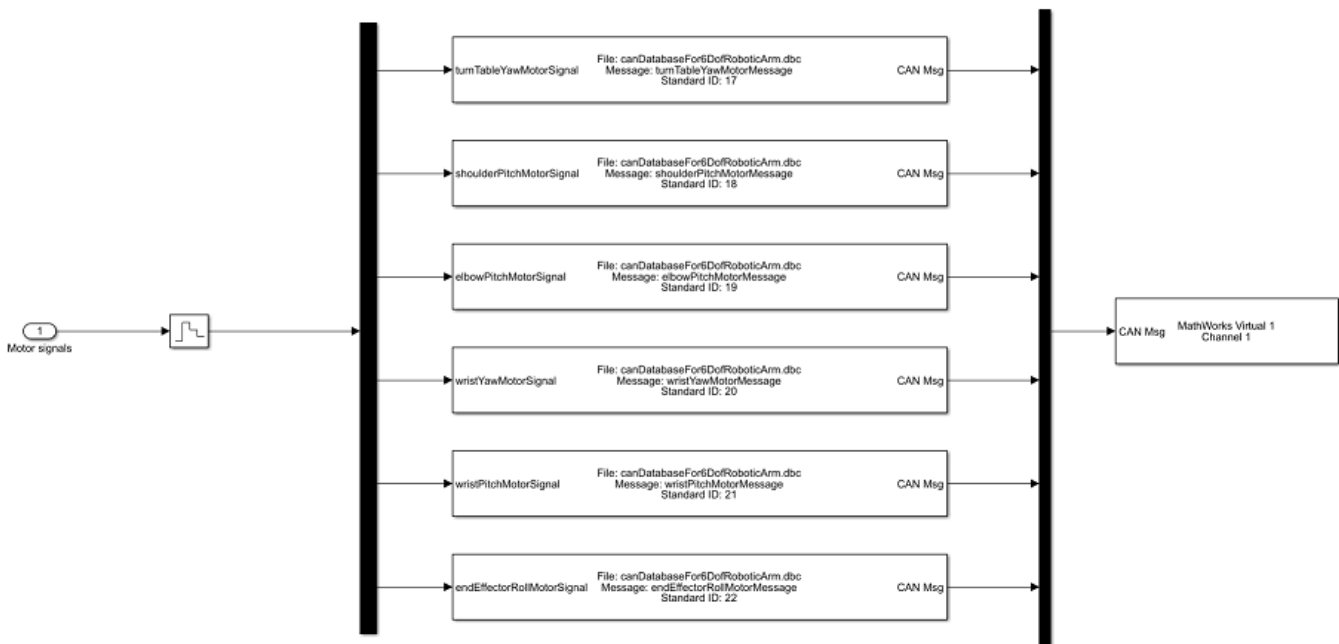 1
Motor signals
turnTableYawMotorSignal
File: canDatabaseFor6DofRoboticArm.dbc
Message: turnTableYawMotorMessage
Standard ID: 17
CAN Msg
shoulderPitchMotorSignal
File: canDatabaseFor6DofRoboticArm.dbc
Message: shoulderPitchMotorMessage
Standard ID: 18
CAN Msg
elbowPitchMotorSignal
File: canDatabaseFor6DofRoboticArm.dbc
Message: elbowPitchMotorMessage
Standard ID: 19
CAN Msg
wristYawMotorSignal
File: canDatabaseFor6DofRoboticArm.dbc
Message: wristYawMotorMessage
Standard ID: 20
CAN Msg
wristPitchMotorSignal
File: canDatabaseFor6DofRoboticArm.dbc
Message: wristPitchMotorMessage
Standard ID: 21
CAN Msg
endEffectorRollMotorSignal
File: canDatabaseFor6DofRoboticArm.dbc
Message: endEffectorRollMotorMessage
Standard ID: 22
CAN Msg
CAN Msg
MathWorks Virtual 1
Channel 1